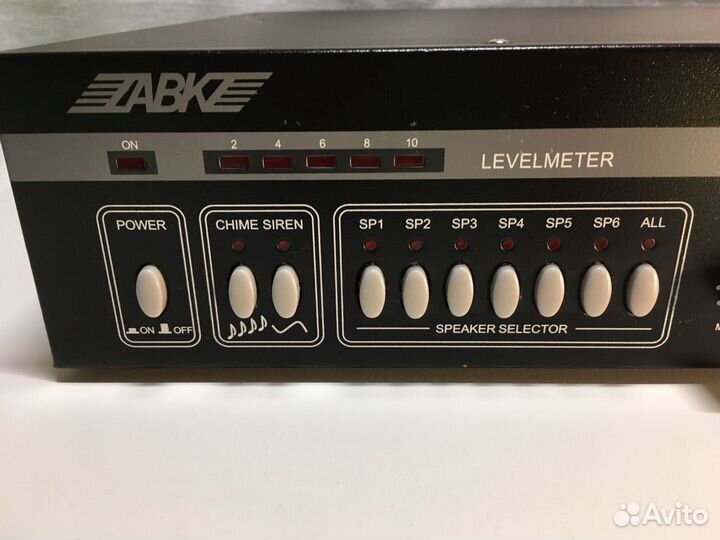 ABK
ON 2 4 6 8 10
LEVELMETER
POWER CHIME SIREN SP1 SP2 SP3 SP4 SP5 SP6 ALL
ON OFF
SPEAKER SELECTOR
M
Avito